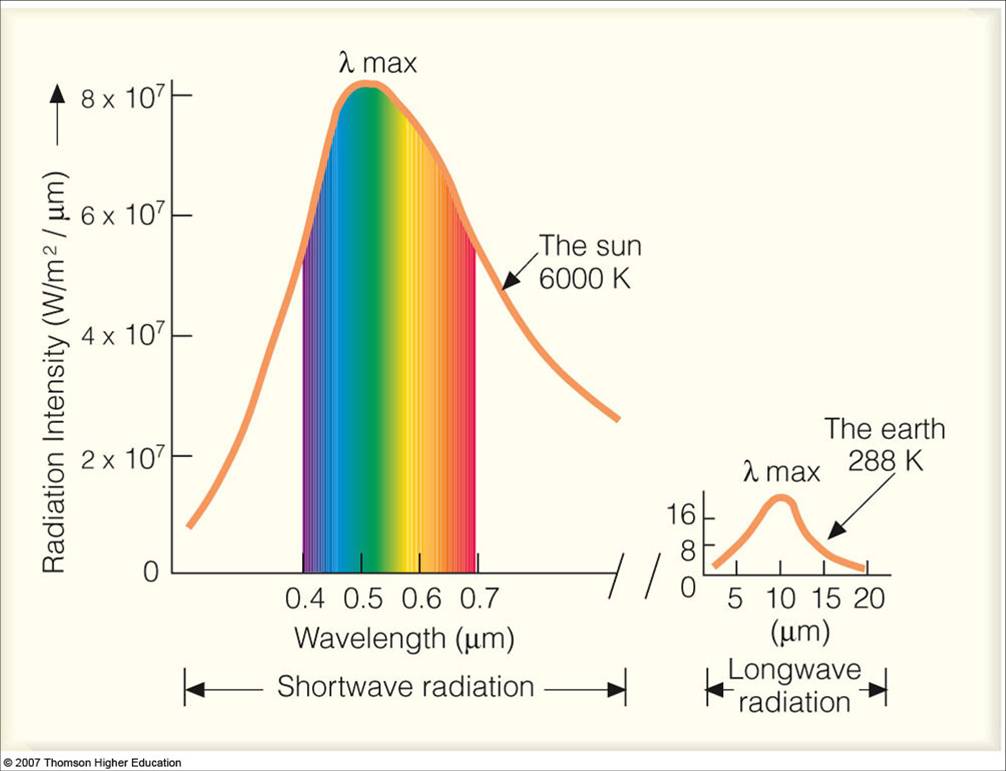 λ max
8 x 10⁷
6 x 10⁷
4 x 10⁷
2 x 10⁷
0
Radiation Intensity (W/m² / μm)
The sun
6000 K
0.4 0.5 0.6 0.7
Wavelength (μm)
Shortwave radiation
The earth
288 K
λ max
16
8
0
5 10 15 20
(μm)
Longwave
radiation
© 2007 Thomson Higher Education